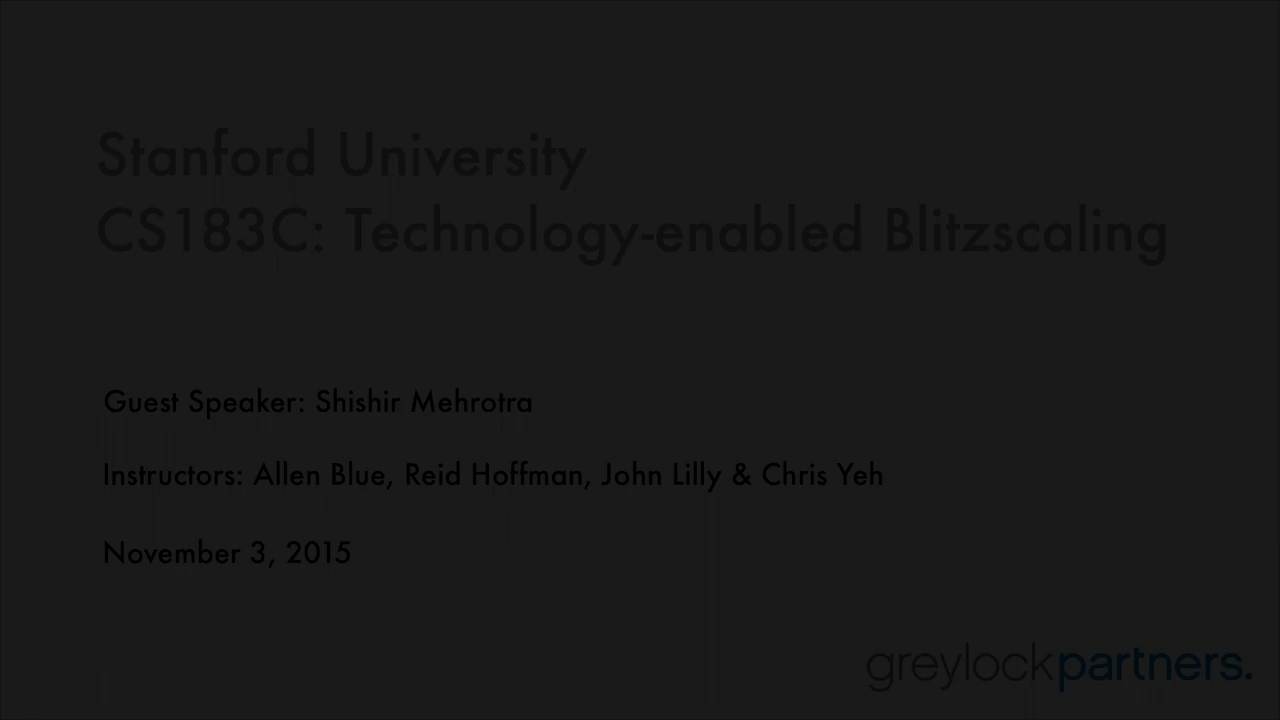 Stanford University
CS183C: Technology-enabled Blitzscaling
Guest Speaker: Shishir Mehrotra
Instructors: Allen Blue, Reid Hoffman, John Lilly & Chris Yeh
November 3, 2015
greylockpartners.